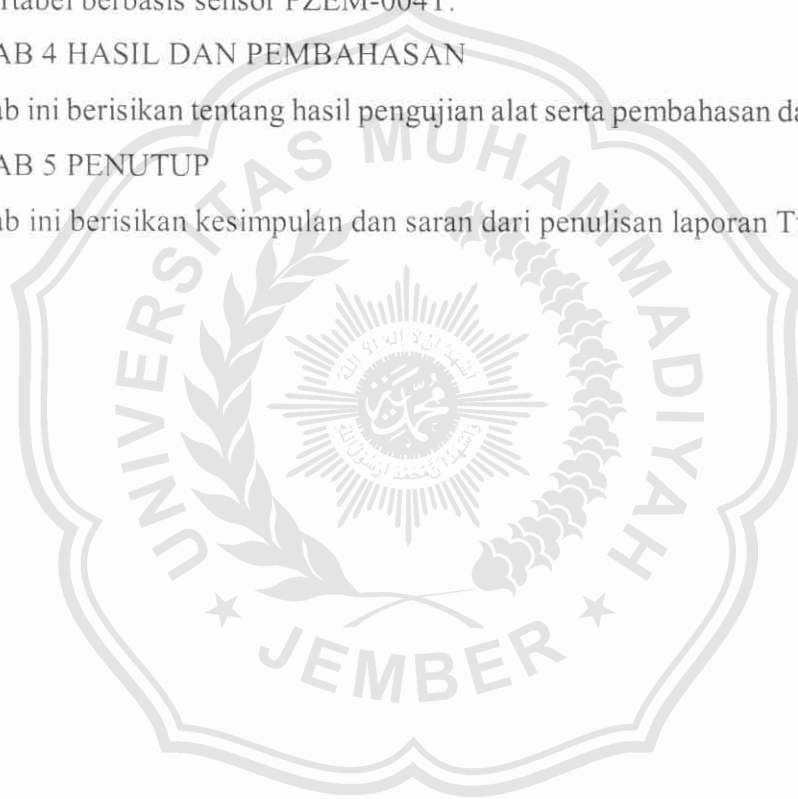 rtabel berbasis sensor PZEM-004T.
AB 4 HASIL DAN PEMBAHASAN
ab ini berisikan tentang hasil pengujian alat serta pembahasan da
AB 5 PENUTUP
ab ini berisikan kesimpulan dan saran dari penulisan laporan T
UNIVERSITAS MUHAMMADIYAH
JEMBER